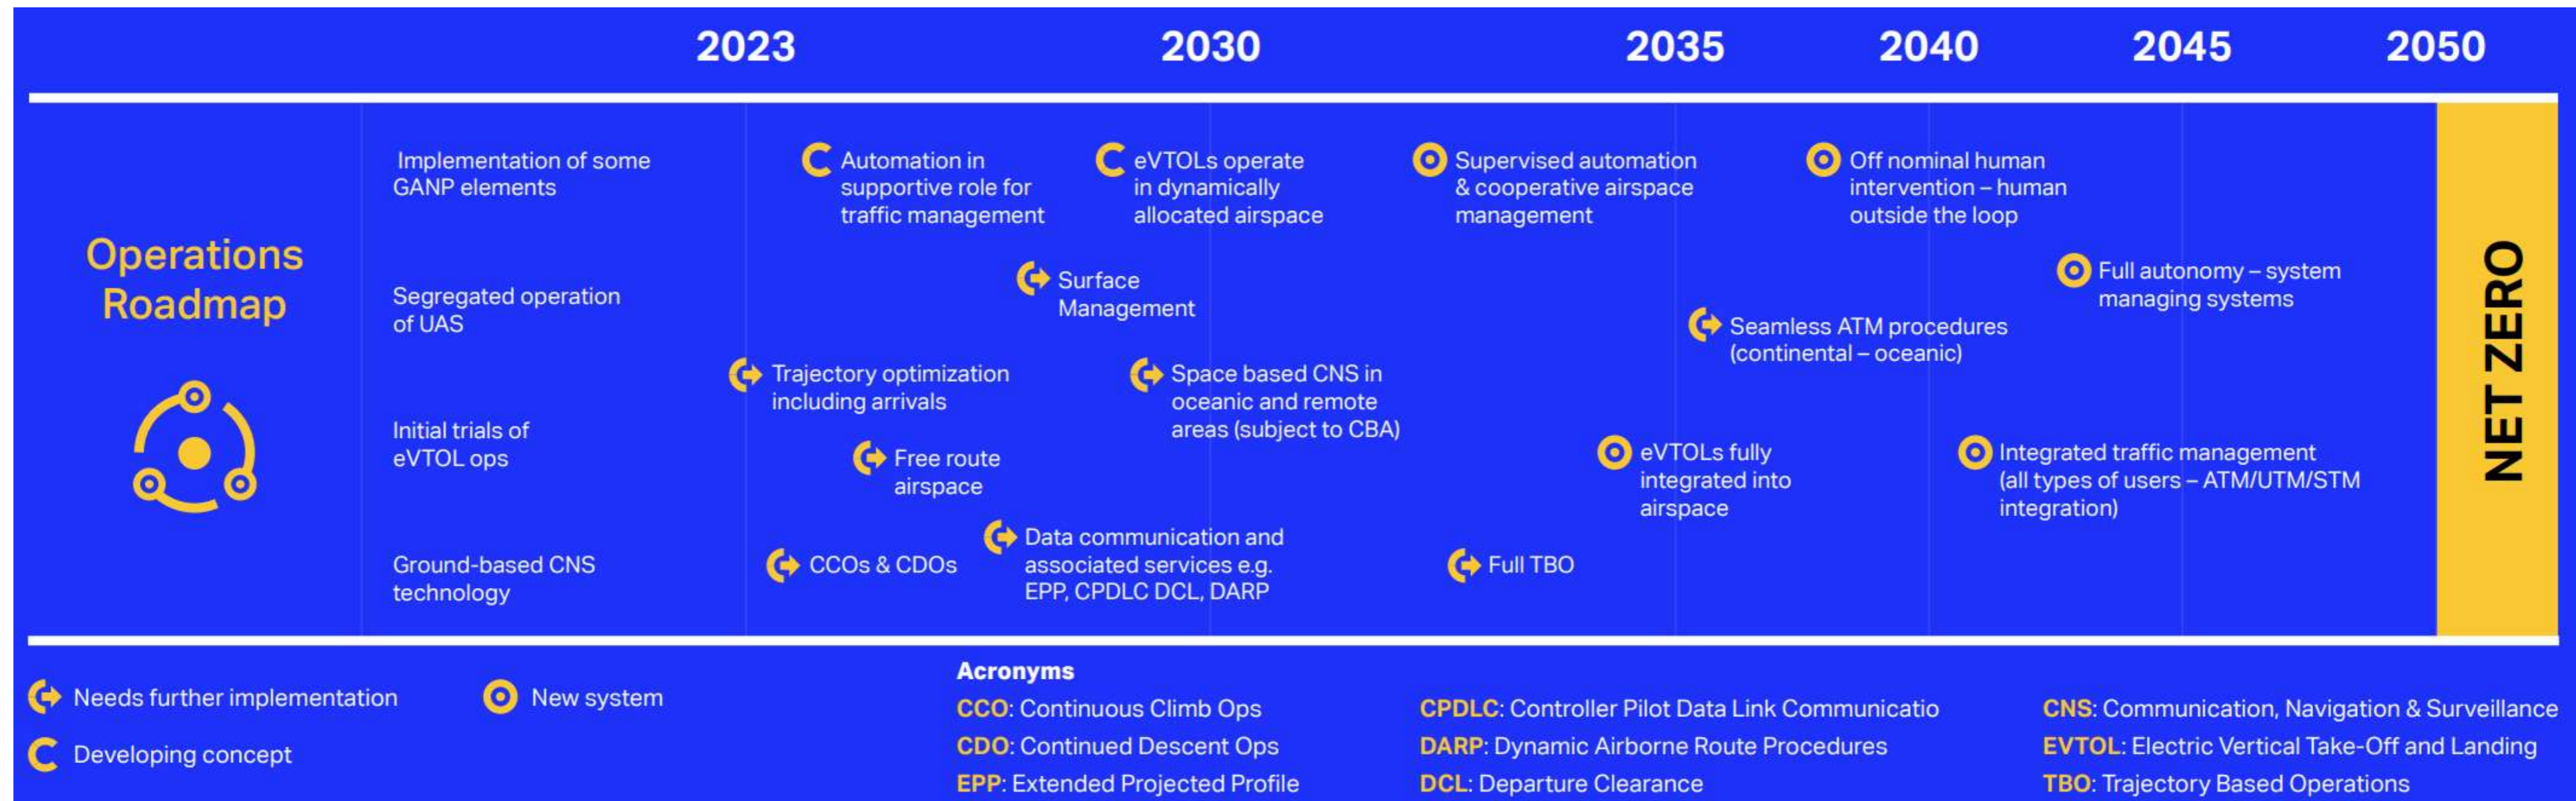 2023
2030
2035
2040
2045
2050
Operations
Roadmap
Implementation of some
GANP elements
Segregated operation
of UAS
Initial trials of
eVTOL ops
Ground-based CNS
technology
Automation in
supportive role for
traffic management
eVTOLs operate
in dynamically
allocated airspace
Supervised automation
& cooperative airspace
management
Off nominal human
intervention – human
outside the loop
Surface
Management
Full autonomy – system
managing systems
Seamless ATM procedures
(continental – oceanic)
Trajectory optimization
including arrivals
Space based CNS in
oceanic and remote
areas (subject to CBA)
Free route
airspace
eVTOLs fully
integrated into
airspace
Integrated traffic management
(all types of users – ATM/UTM/STM
integration)
CCOs & CDOs
Data communication and
associated services e.g.
EPP, CPDLC DCL, DARP
Full TBO
NET ZERO
Needs further implementation
New system
Developing concept
Acronyms
CCO: Continuous Climb Ops
CDO: Continued Descent Ops
EPP: Extended Projected Profile
CPDLC: Controller Pilot Data Link Communicatio
DARP: Dynamic Airborne Route Procedures
DCL: Departure Clearance
CNS: Communication, Navigation & Surveillance
EVTOL: Electric Vertical Take-Off and Landing
TBO: Trajectory Based Operations